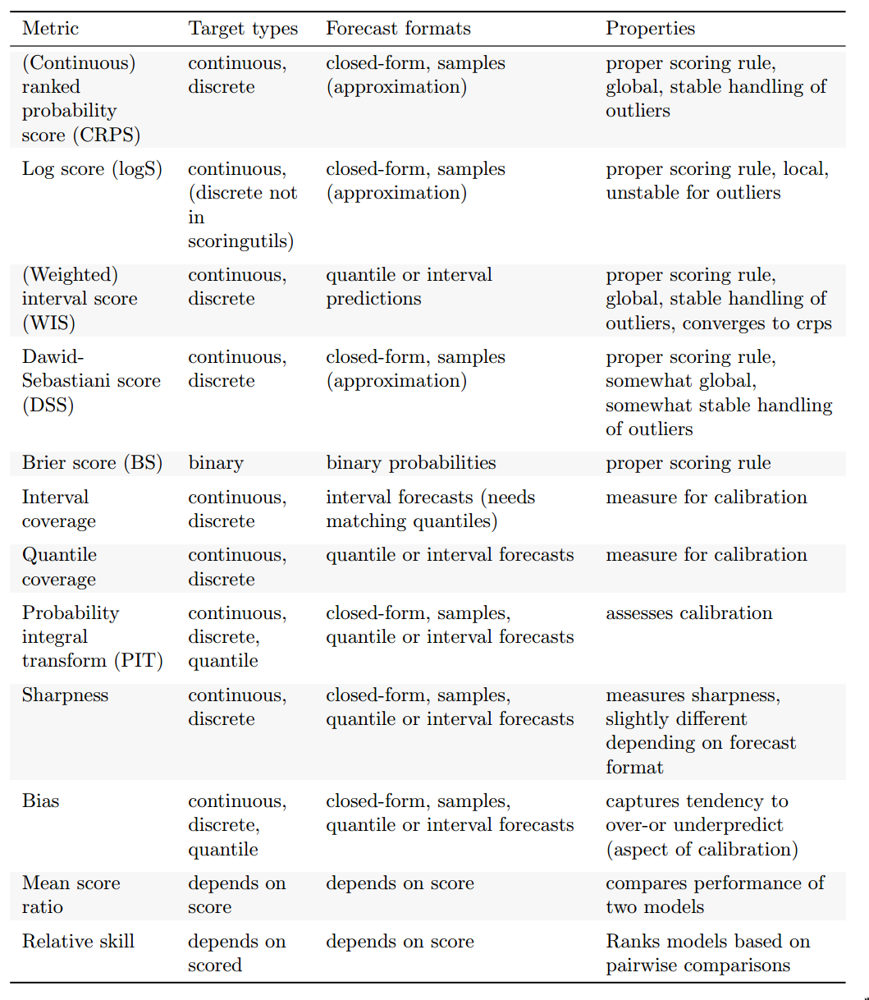 Metric Target types Forecast formats Properties
(Continuous) continuous, closed-form, samples proper scoring rule,
ranked discrete (approximation) global, stable handling of
probability outliers
score (CRPS)
Log score (logS) continuous, closed-form, samples proper scoring rule, local,
(discrete not (approximation) unstable for outliers
in
scoringutils)
(Weighted) continuous, quantile or interval proper scoring rule,
interval score discrete predictions global, stable handling of
(WIS) outliers, converges to crps
Dawid- continuous, closed-form, samples proper scoring rule,
Sebastiani score discrete (approximation) somewhat global,
(DSS) somewhat stable handling
of outliers
Brier score (BS) binary binary probabilities proper scoring rule
Interval continuous, interval forecasts (needs measure for calibration
coverage discrete matching quantiles)
Quantile continuous, quantile or interval forecasts measure for calibration
coverage discrete
Probability continuous, closed-form, samples, assesses calibration
integral discrete, quantile or interval forecasts
transform (PIT) quantile
Sharpness continuous, closed-form, samples, measures sharpness,
discrete quantile or interval forecasts slightly different
depending on forecast
format
Bias continuous, closed-form, samples, captures tendency to
discrete, quantile or interval forecasts over-or underpredict
quantile (aspect of calibration)
Mean score depends on depends on score compares performance of
ratio score two models
Relative skill depends on depends on score Ranks models based on
scored pairwise comparisons